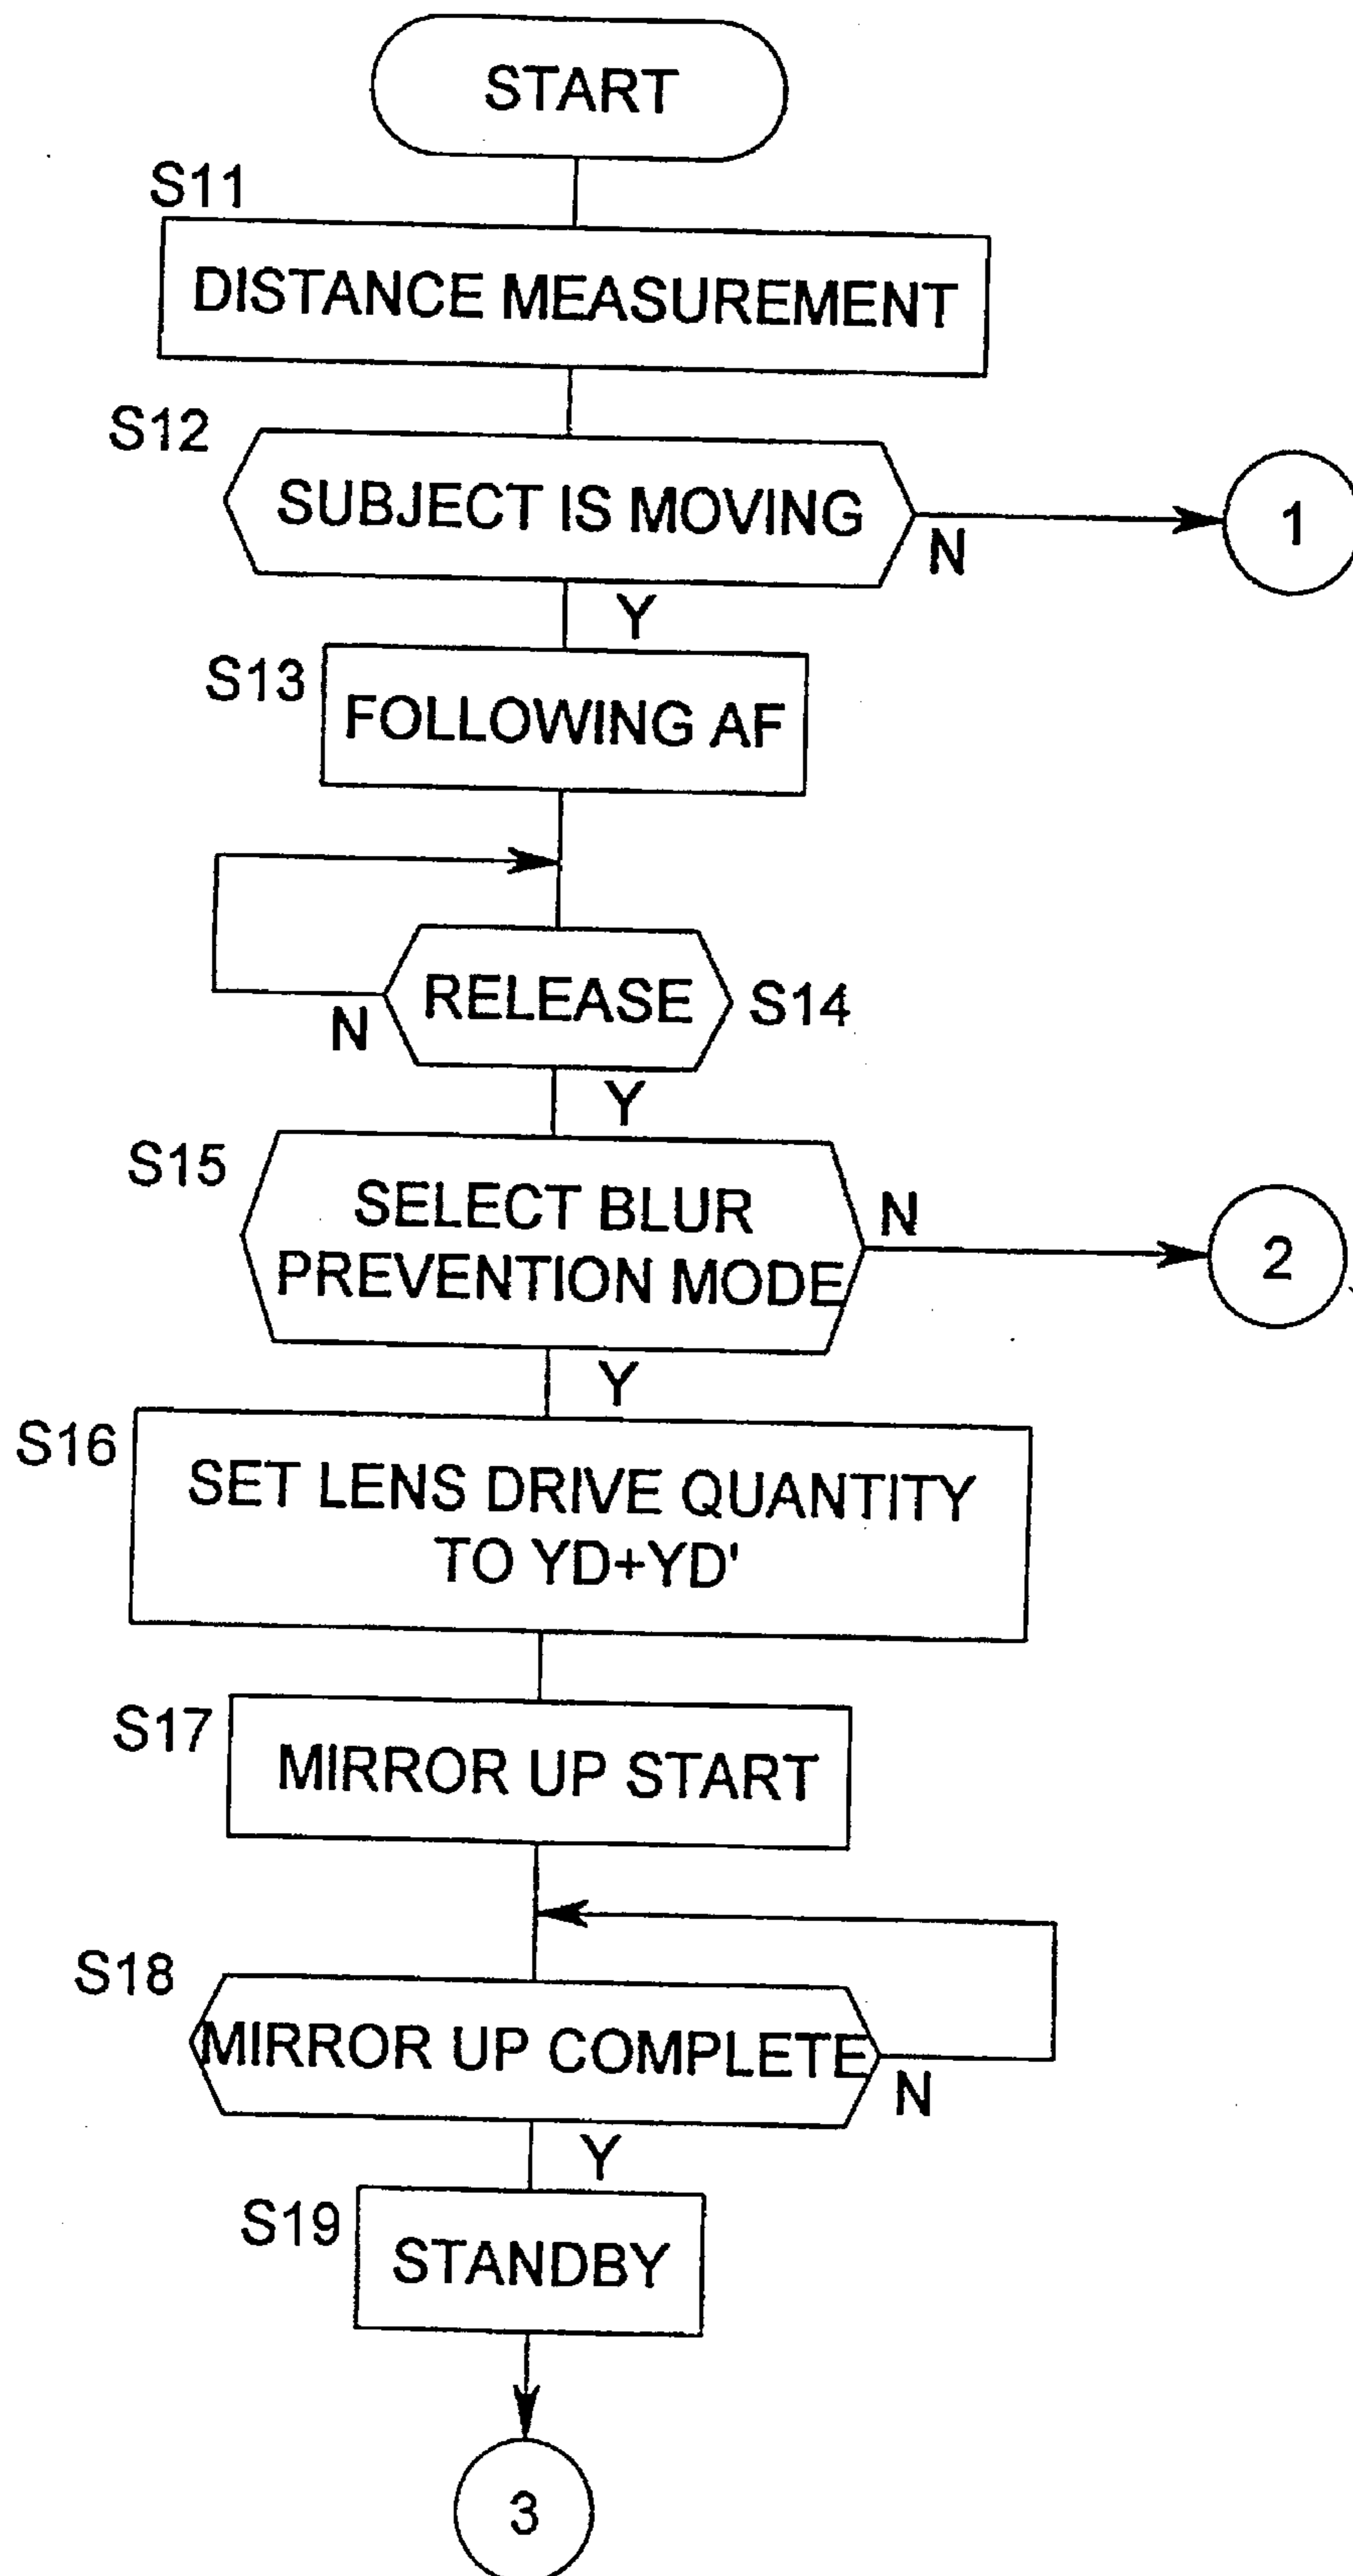 START
S11
DISTANCE MEASUREMENT
S12
SUBJECT IS MOVING
N
1
Y
S13
FOLLOWING AF
RELEASE
S14
N
Y
S15
SELECT BLUR
PREVENTION MODE
N
2
Y
S16
SET LENS DRIVE QUANTITY
TO YD+YD'
S17
MIRROR UP START
S18
MIRROR UP COMPLETE
N
Y
S19
STANDBY
3